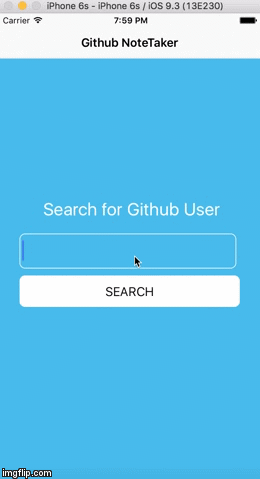 iPhone 6s - iPhone 6s / iOS 9.3 (13E230)
Carrier 7:59 PM
Github NoteTaker
Search for Github User
SEARCH
imgflip.com